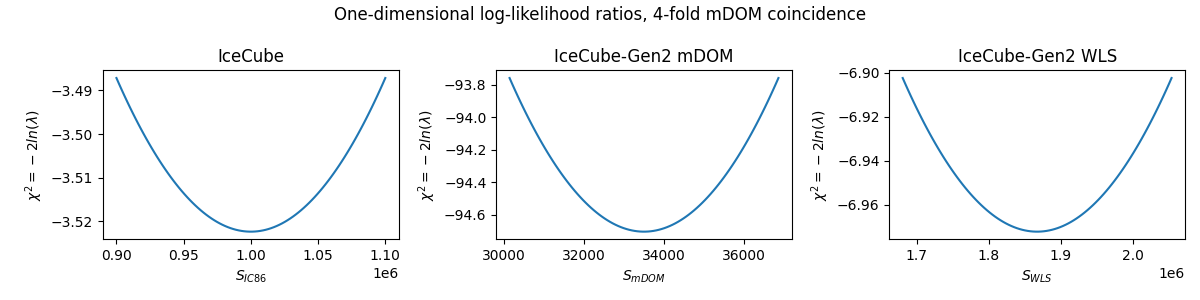 One-dimensional log-likelihood ratios, 4-fold mDOM coincidence
IceCube
χ² = − 2ln(λ)
−3.49
−3.50
−3.51
−3.52
0.90 0.95 1.00 1.05 1.10
1e6
S_IC86
IceCube-Gen2 mDOM
χ² = − 2ln(λ)
−93.8
−94.0
−94.2
−94.4
−94.6
30000 32000 34000 36000
S_mDOM
IceCube-Gen2 WLS
χ² = − 2ln(λ)
−6.90
−6.92
−6.94
−6.96
1.7 1.8 1.9 2.0
1e6
S_WLS